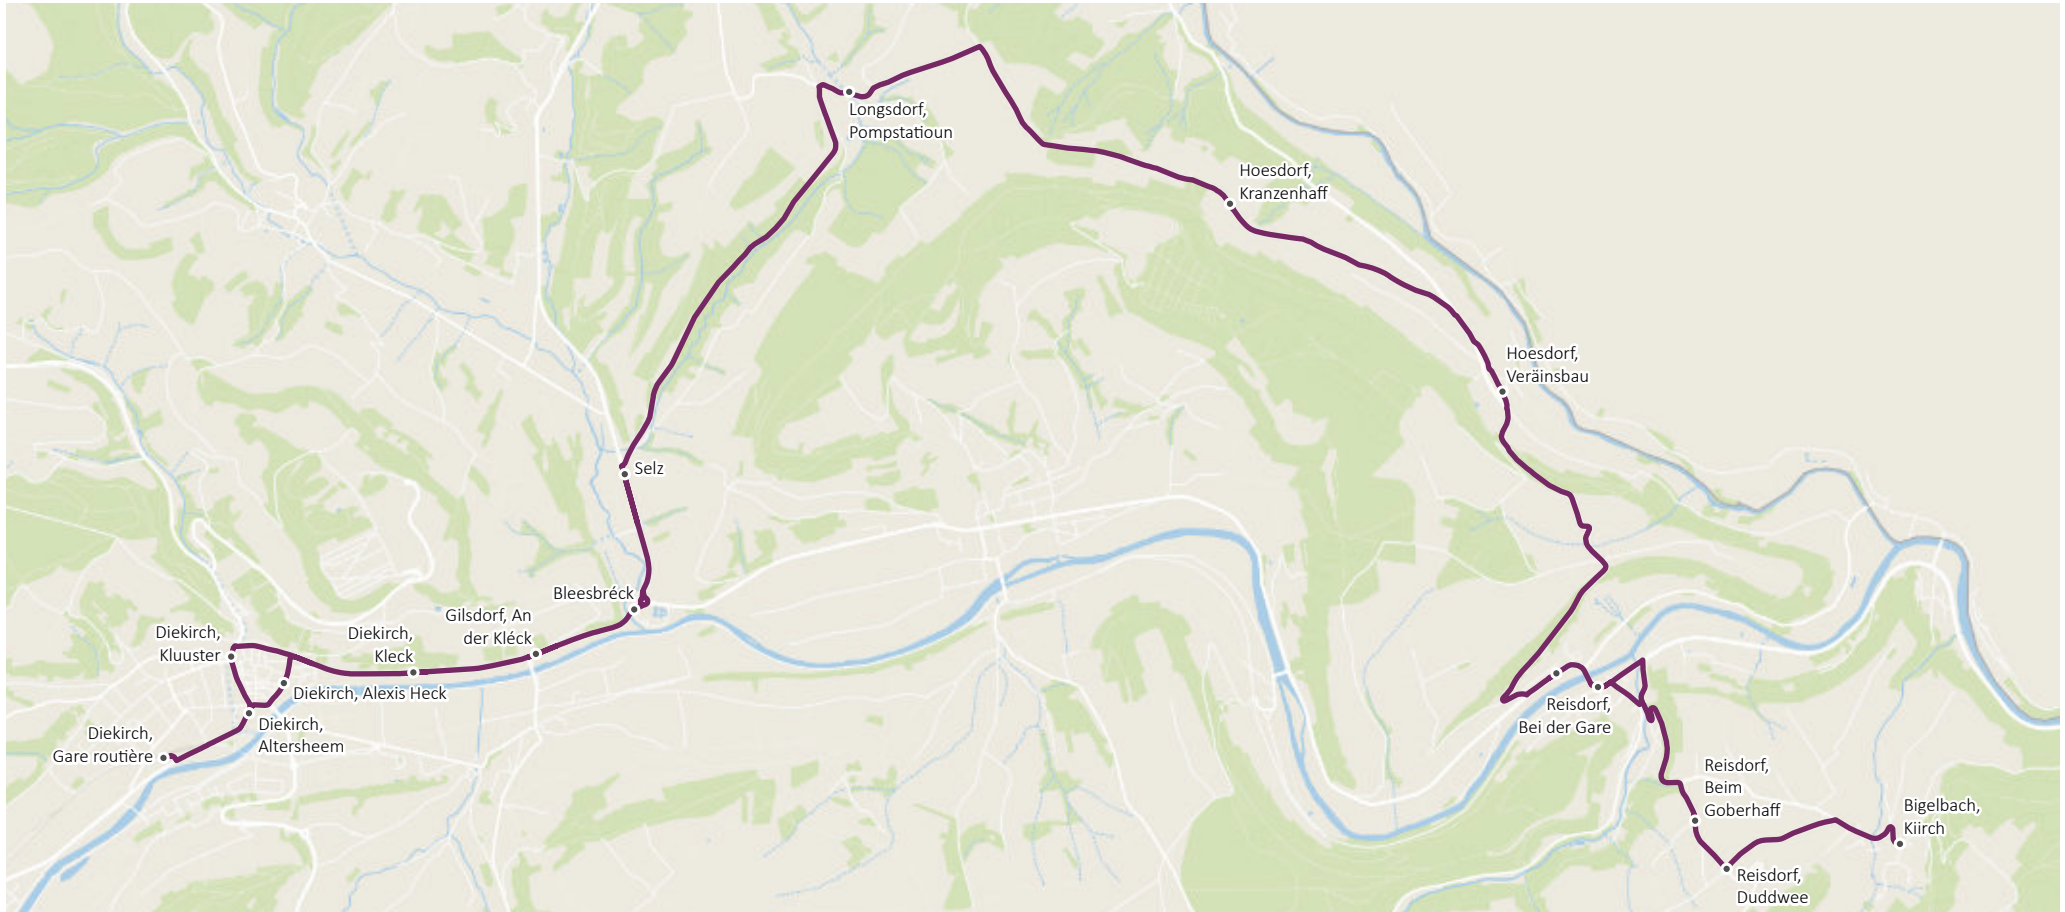 Longsdorf,
Pompstatioun
Hoesdorf,
Kranzenhaff
Hoesdorf,
Veräinsbau
Selz
Bleesbréck
Gilsdorf, An
der Kléck
Diekirch,
Kleck
Diekirch,
Kluuster
Diekirch, Alexis Heck
Diekirch,
Altersheem
Diekirch,
Gare routière
Reisdorf,
Bei der Gare
Reisdorf,
Beim
Goberhaff
Bigelbach,
Kiirch
Reisdorf,
Duddwee